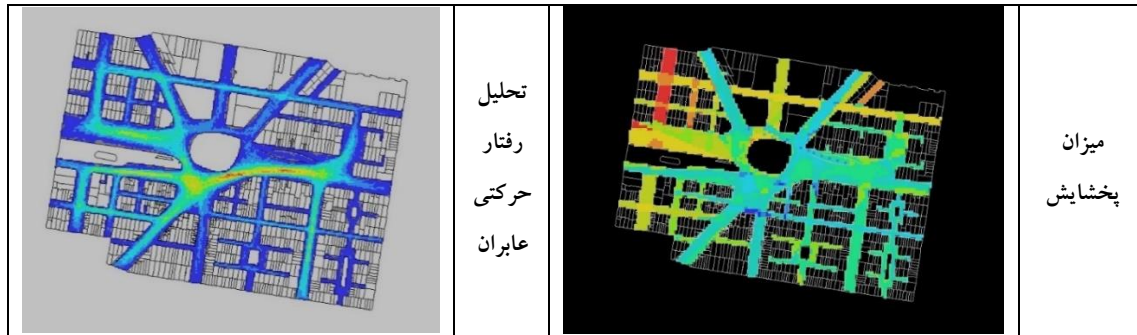 میزان
پخشایش
تحلیل
رفتار
حرکتی
عابران